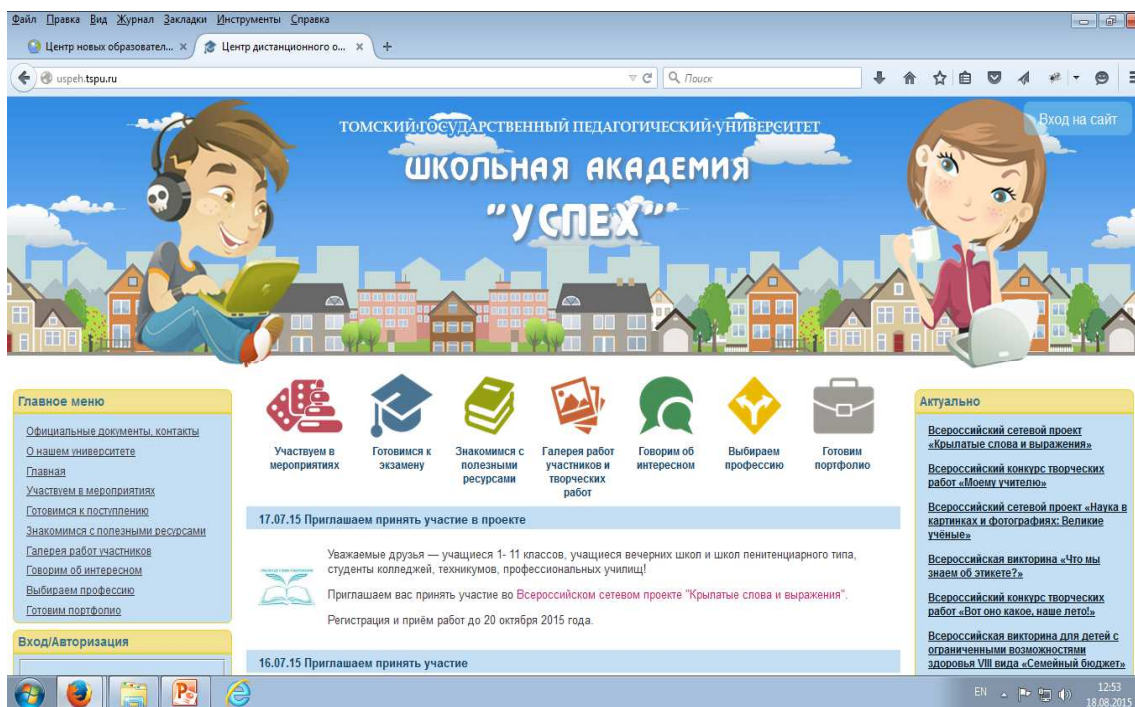 Файл Правка Вид Журнал Закладки Инструменты Справка
Центр новых образовател... × Центр дистанционного о... × +
uspeh.tspu.ru
Поиск
ТОМСКИЙ ГОСУДАРСТВЕННЫЙ ПЕДАГОГИЧЕСКИЙ УНИВЕРСИТЕТ
Вход на сайт
ШКОЛЬНАЯ АКАДЕМИЯ
"УСПЕХ"
Главное меню
Официальные документы, контакты
О нашем университете
Главная
Участвуем в мероприятиях
Готовимся к поступлению
Знакомимся с полезными ресурсами
Галерея работ участников
Говорим об интересном
Выбираем профессию
Готовим портфолио
Вход/Авторизация
Участвуем в
мероприятиях
Готовимся к
экзамену
Знакомимся с
полезными
ресурсами
Галерея работ
участников и
творческих
работ
Говорим об
интересном
Выбираем
профессию
Готовим
портфолио
17.07.15 Приглашаем принять участие в проекте
Уважаемые друзья — учащиеся 1- 11 классов, учащиеся вечерних школ и школ пенитенциарного типа,
студенты колледжей, техникумов, профессиональных училищ!
Приглашаем вас принять участие во Всероссийском сетевом проекте "Крылатые слова и выражения".
Регистрация и приём работ до 20 октября 2015 года.
16.07.15 Приглашаем принять участие
Актуально
Всероссийский сетевой проект
«Крылатые слова и выражения»
Всероссийский конкурс творческих
работ «Моему учителю»
Всероссийский сетевой проект «Наука в
картинках и фотографиях: Великие
учёные»
Всероссийская викторина «Что мы
знаем об этикете?»
Всероссийский конкурс творческих
работ «Вот оно какое, наше лето!»
Всероссийская викторина для детей с
ограниченными возможностями
здоровья VIII вида «Семейный бюджет»
EN
12:53
18.08.2015